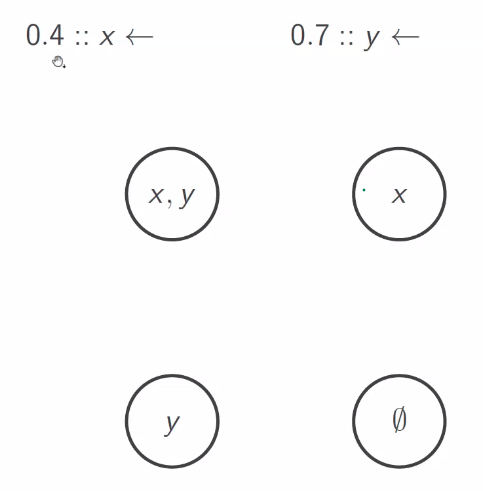 0.4 :: x ← 0.7 :: y ←
x, y x
y ∅